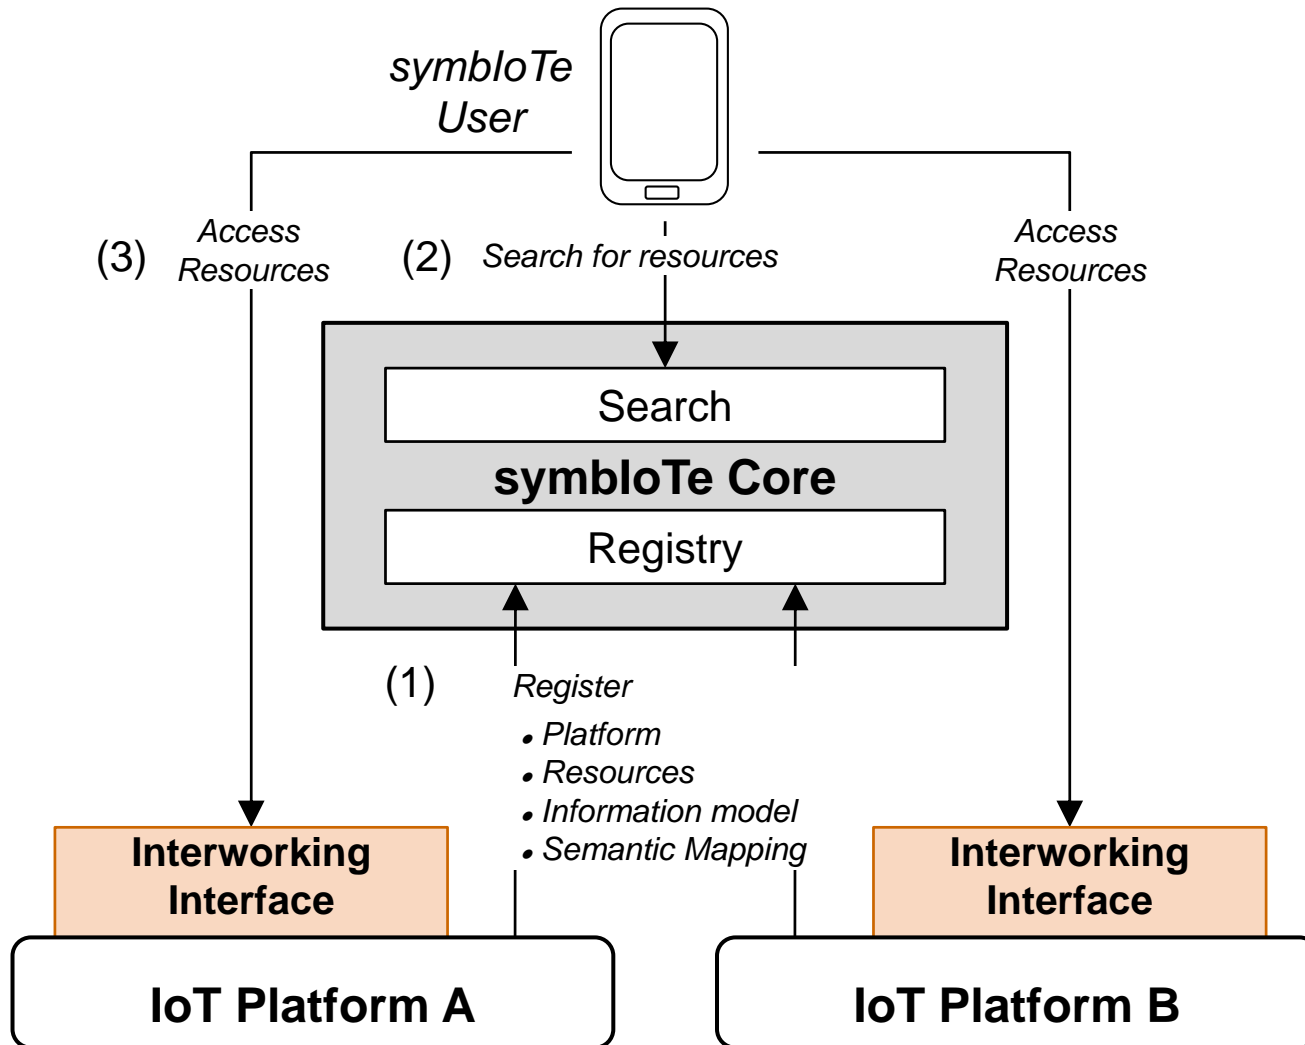 symbIoTe
User
(3)
Access
Resources
(2)
Search for resources
Access
Resources
Search
symbIoTe Core
Registry
(1)
Register
• Platform
• Resources
• Information model
• Semantic Mapping
Interworking
Interface
Interworking
Interface
IoT Platform A
IoT Platform B